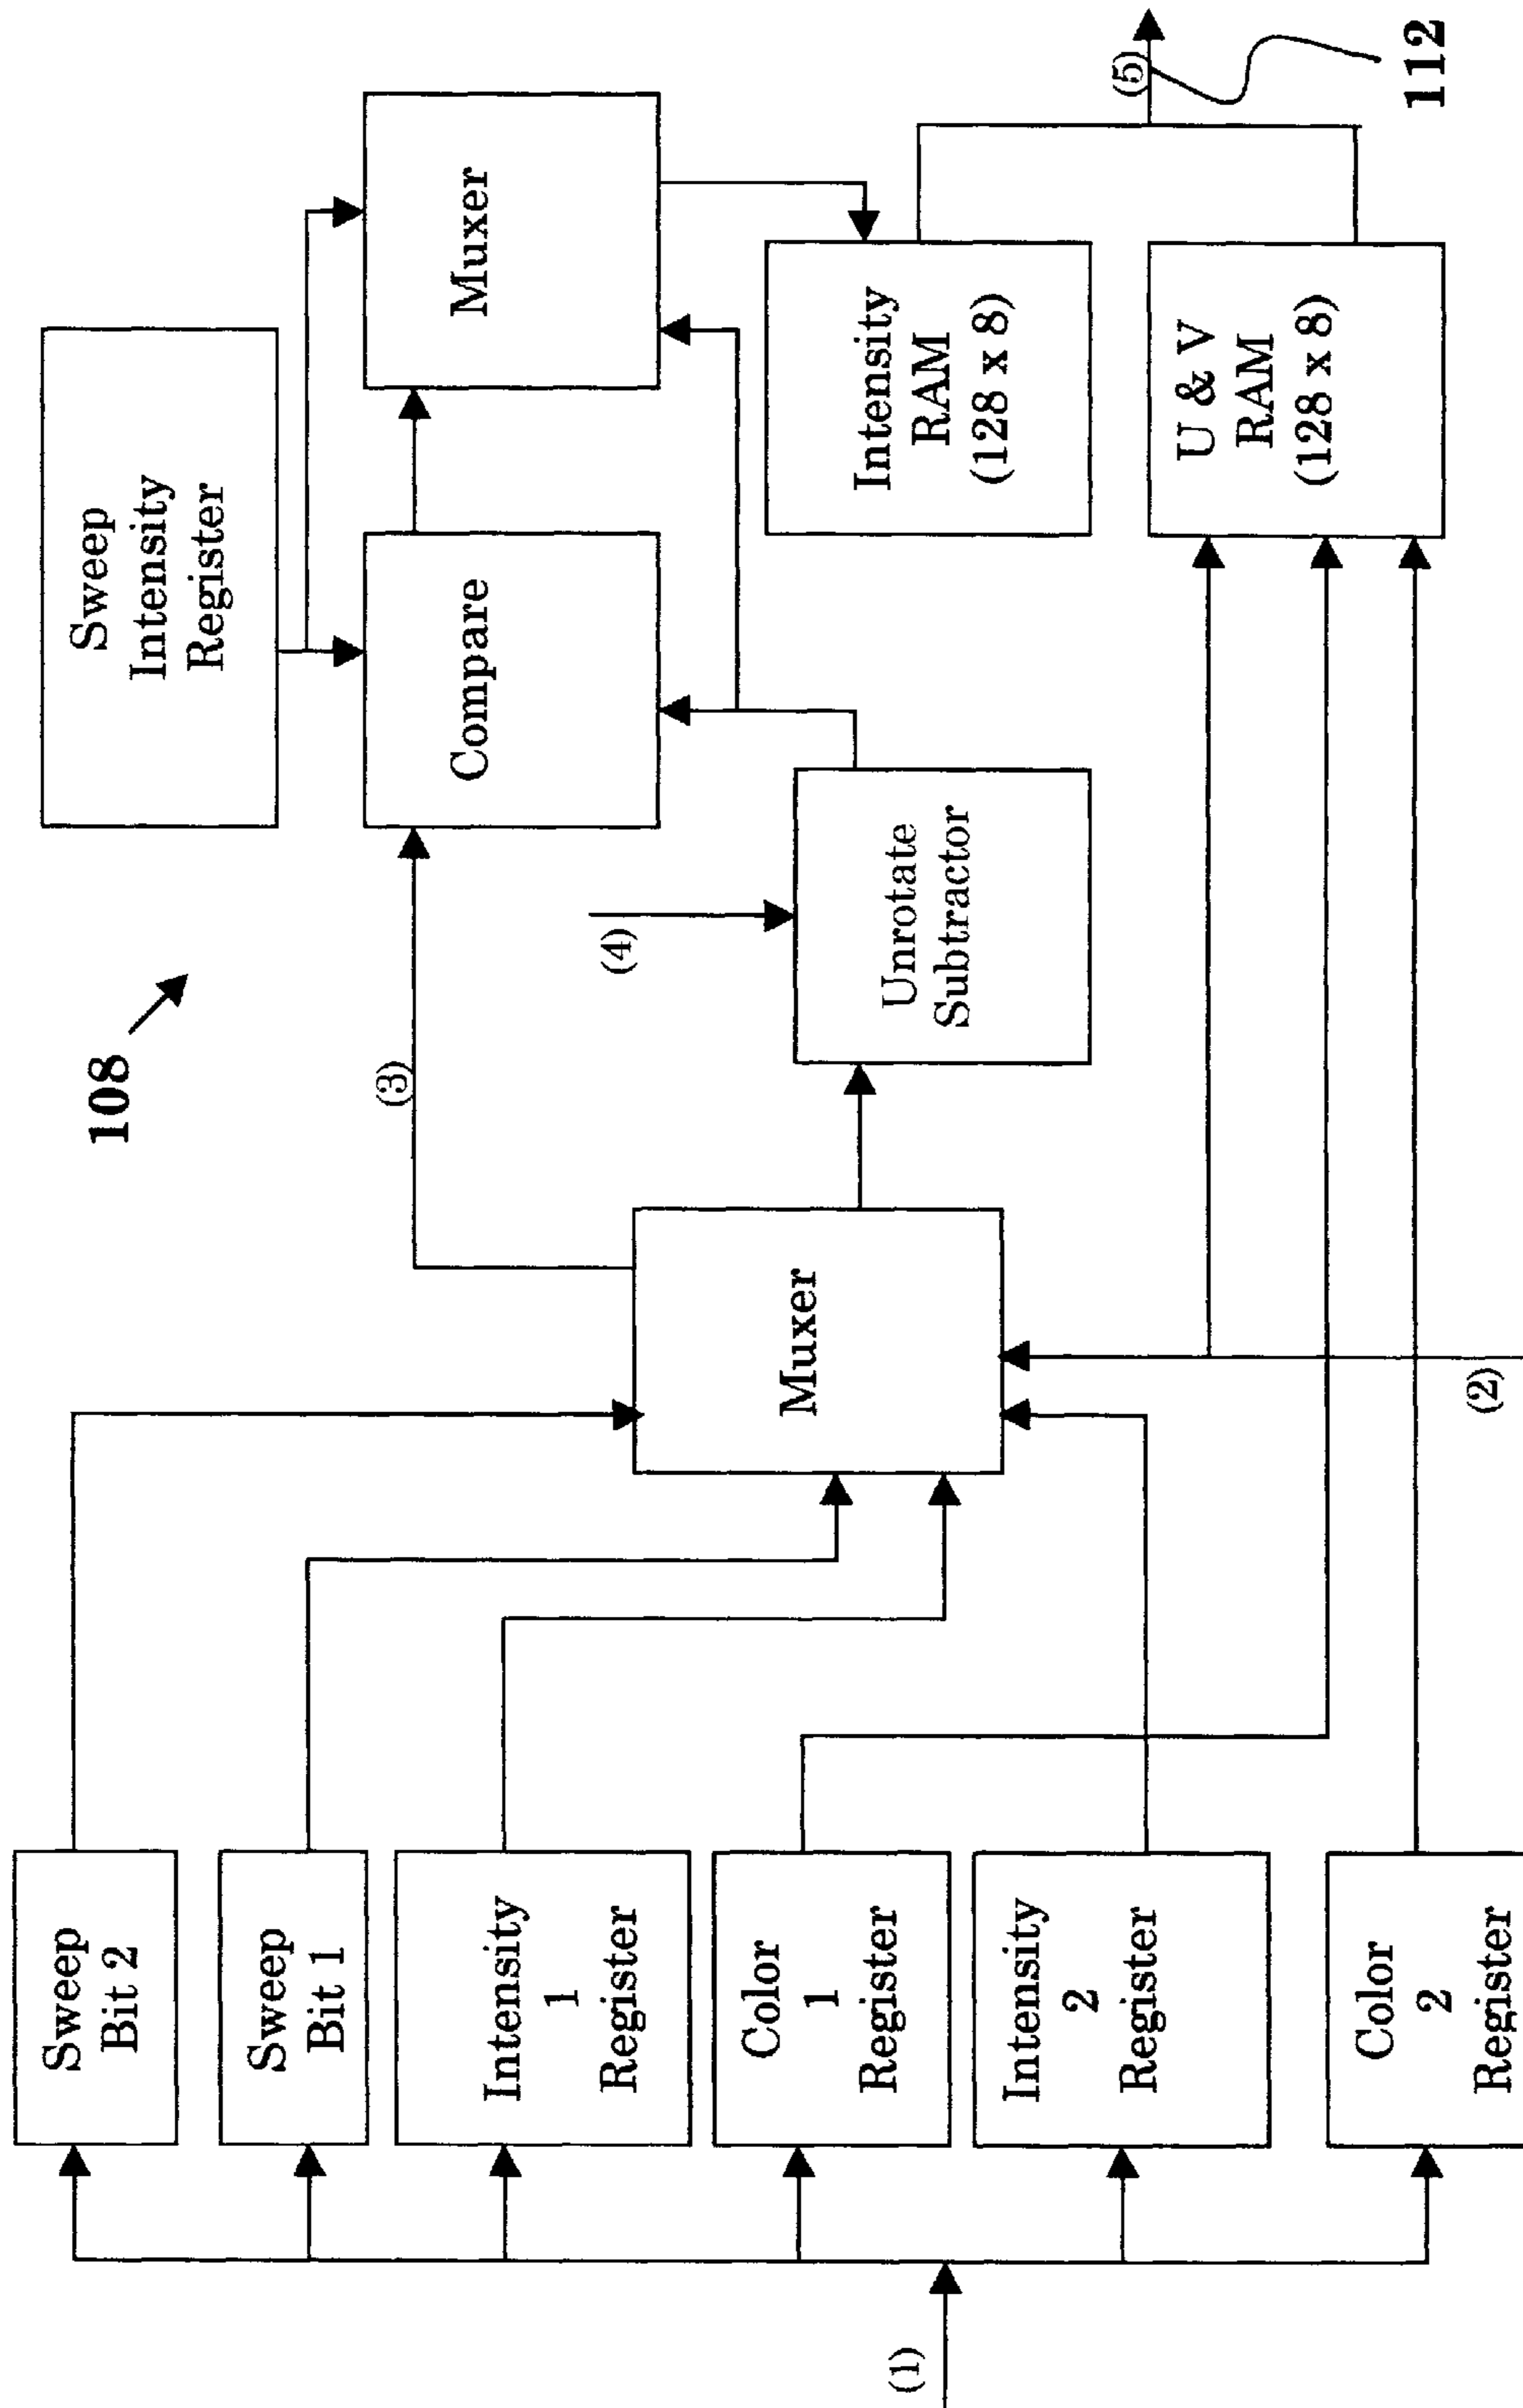 108
Sweep
Bit 2
Sweep
Bit 1
Intensity
1
Register
Color
1
Register
Intensity
2
Register
Color
2
Register
(1)
Muxer
(2)
(3)
(4)
Unrotate
Subtractor
Compare
Sweep
Intensity
Register
Muxer
Intensity
RAM
(128 x 8)
U & V
RAM
(128 x 8)
(5)
112